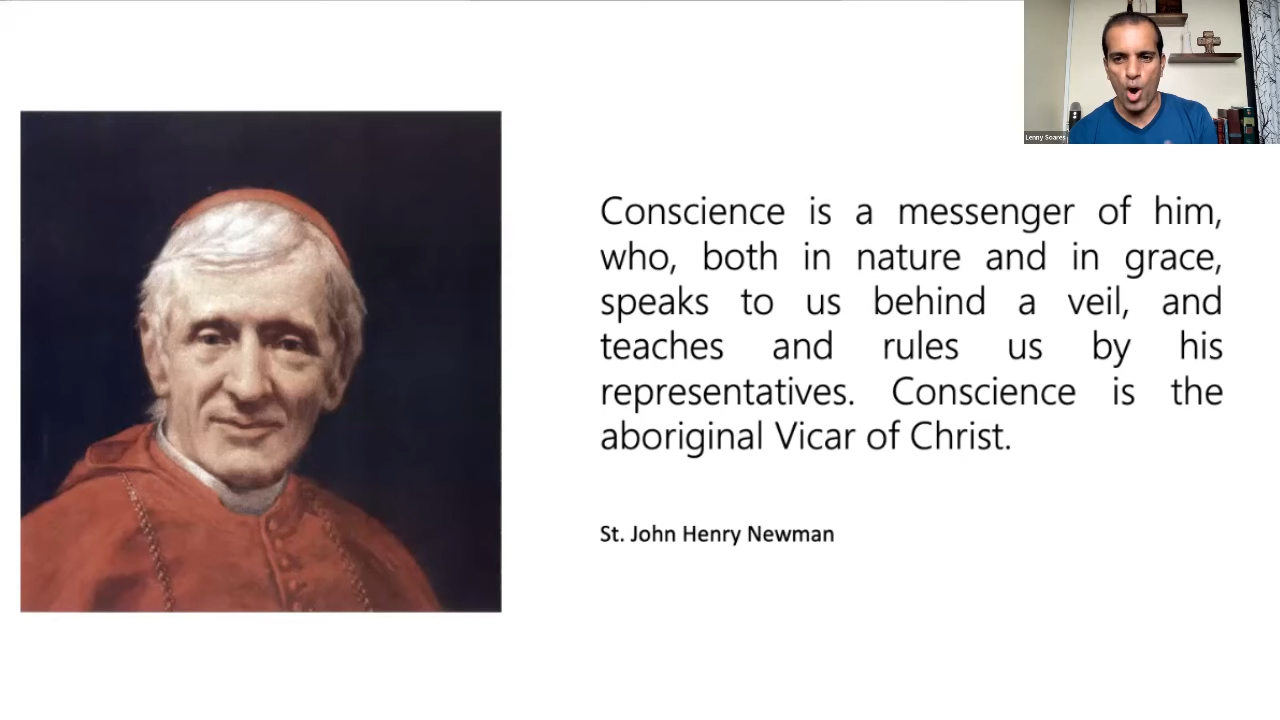 Lenny Soares
Conscience is a messenger of him,
who, both in nature and in grace,
speaks to us behind a veil, and
teaches and rules us by his
representatives. Conscience is the
aboriginal Vicar of Christ.
St. John Henry Newman